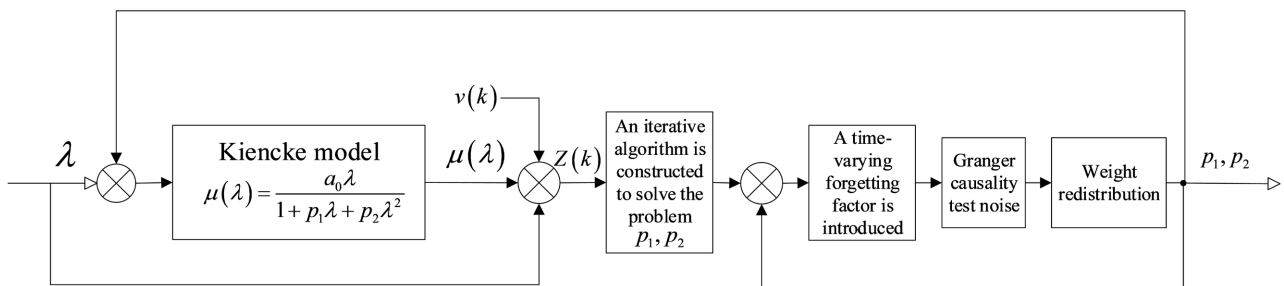 λ
Kiencke model
μ(λ) = a₀λ / (1 + p₁λ + p₂λ²)
μ(λ)
v(k)
Z(k)
An iterative
algorithm is
constructed
to solve the
problem
p₁, p₂
A time-
varying
forgetting
factor is
introduced
Granger
causality
test noise
Weight
redistribution
p₁, p₂